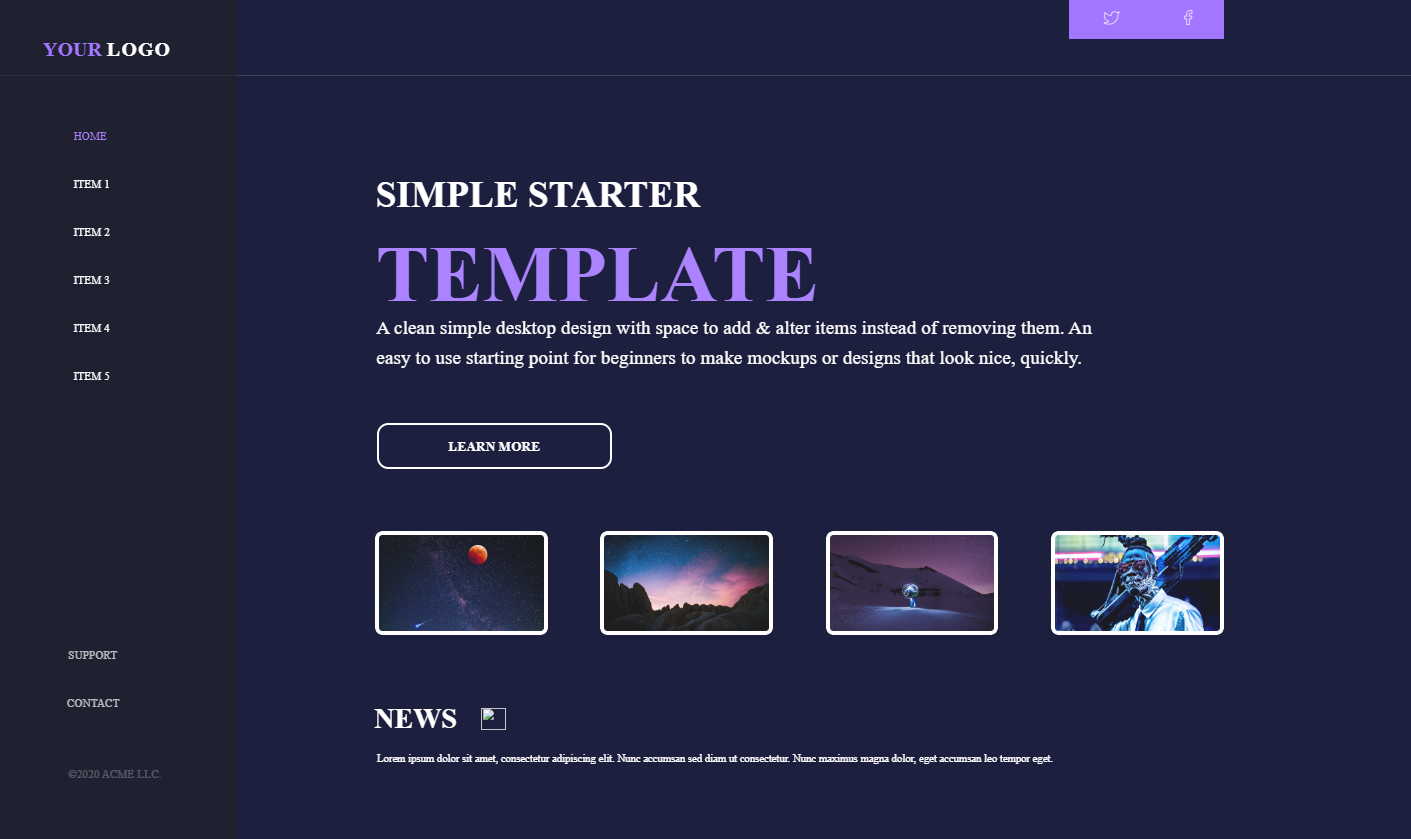 YOUR LOGO
HOME
ITEM 1
ITEM 2
ITEM 3
ITEM 4
ITEM 5
SUPPORT
CONTACT
©2020 ACME LLC.
SIMPLE STARTER
TEMPLATE
A clean simple desktop design with space to add & alter items instead of removing them. An
easy to use starting point for beginners to make mockups or designs that look nice, quickly.
LEARN MORE
NEWS
Lorem ipsum dolor sit amet, consectetur adipiscing elit. Nunc accumsan sed diam ut consectetur. Nunc maximus magna dolor, eget accumsan leo tempor eget.